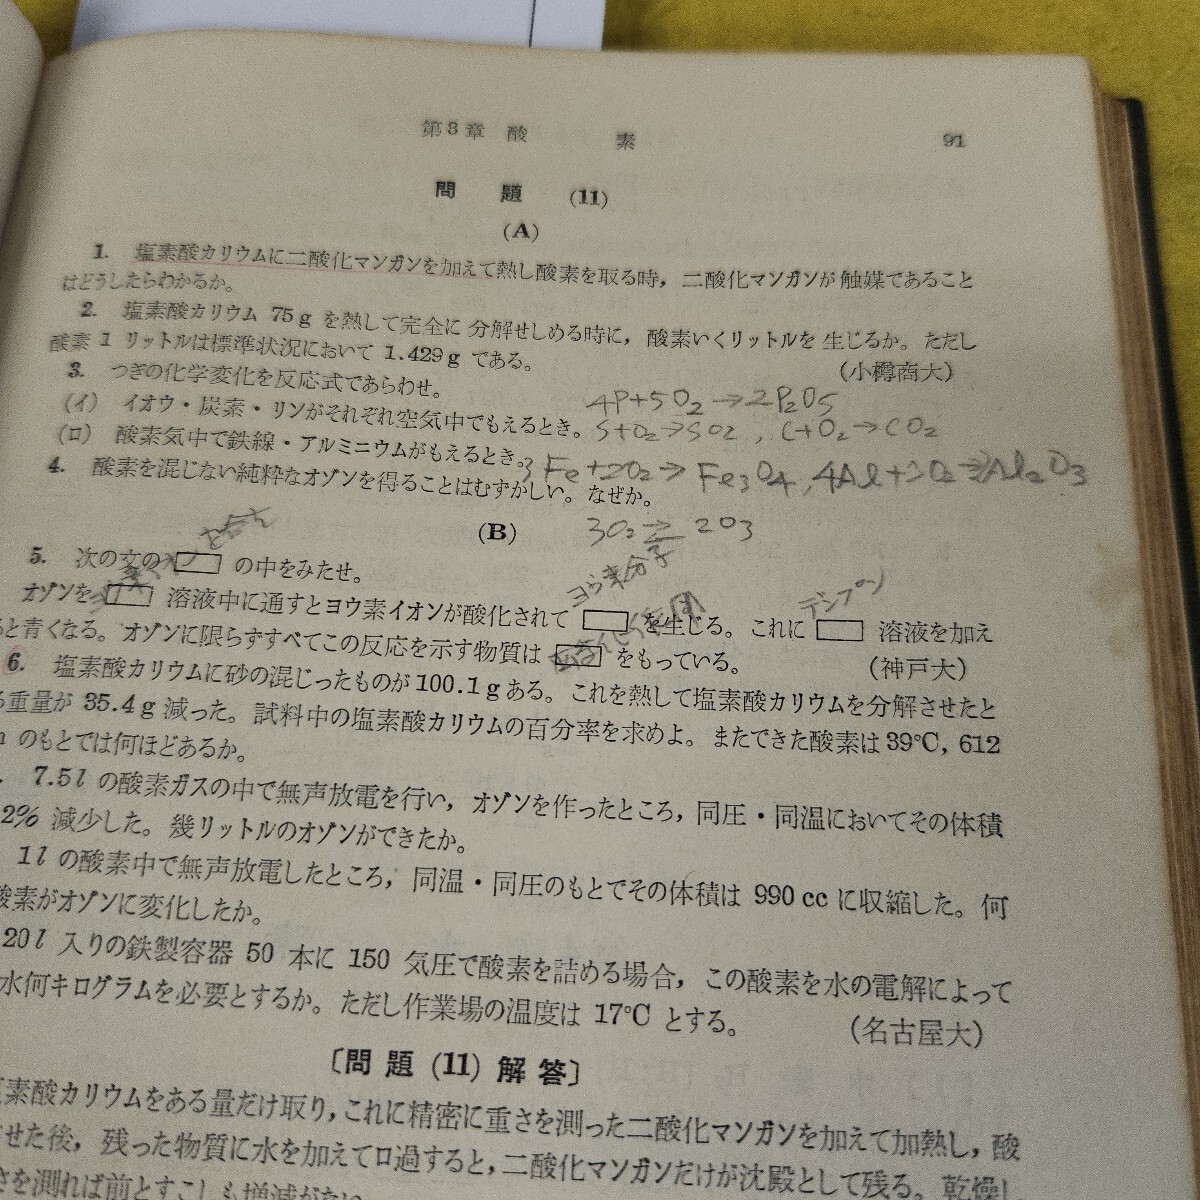 第3章 酸素 91
問題 (11)
(A)
1. 塩素酸カリウムに二酸化マンガンを加えて熱し酸素を取る時,二酸化マンガンが触媒であること
はどうしたらわかるか。
2. 塩素酸カリウム 75g を熱して完全に分解せしめる時に,酸素いくリットルを生じるか。ただし
酸素 1 リットルは標準状況において 1.429g である。 (小樽商大)
3. つぎの化学変化を反応式であらわせ。
(イ) イオウ・炭素・リンがそれぞれ空気中でもえるとき。
4P+5O2→2P2O5
S+O2→SO2, C+O2→CO2
(ロ) 酸素気中で鉄線・アルミニウムがもえるとき。
3Fe+2O2→Fe3O4, 4Al+3O2→2Al2O3
4. 酸素を混じない純粋なオゾンを得ることはむずかしい。なぜか。
(B)
3O2⇄2O3
5. 次の文の□の中をみたせ。
ヨウ素分子
デンプン
オゾンを□溶液中に通すとヨウ素イオンが酸化されて□を生じる。これに□溶液を加え
ると青くなる。オゾンに限らずすべてこの反応を示す物質は□をもっている。 (神戸大)
6. 塩素酸カリウムに砂の混じったものが 100.1g ある。これを熱して塩素酸カリウムを分解させたと
重量が 35.4g 減った。試料中の塩素酸カリウムの百分率を求めよ。またできた酸素は 39°C, 612
のもとでは何ほどあるか。
7.5l の酸素ガスの中で無声放電を行い,オゾンを作ったところ,同圧・同温においてその体積
2% 減少した。幾リットルのオゾンができたか。
1l の酸素中で無声放電したところ,同温・同圧のもとでその体積は 990cc に収縮した。何
酸素がオゾンに変化したか。
20l 入りの鉄製容器 50 本に 150 気圧で酸素を詰める場合,この酸素を水の電解によって
水何キログラムを必要とするか。ただし作業場の温度は 17°C とする。 (名古屋大)
〔問題 (11) 解答〕
素酸カリウムをある量だけ取り,これに精密に重さを測った二酸化マンガンを加えて加熱し,酸
せた後,残った物質に水を加えてロ過すると,二酸化マンガンだけが沈殿として残る。乾燥し
さを測れば前とすこしも増減がない